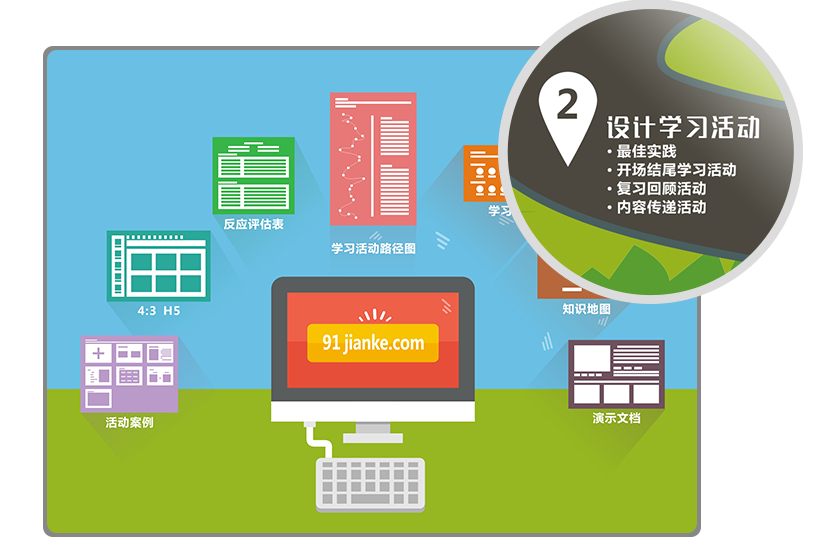 2
设计学习活动
• 最佳实践
• 开场结尾学习活动
• 复习回顾活动
• 内容传递活动
学习
反应评估表
学习活动路径图
4:3 H5
知识地图
91 jianke.com
活动案例
演示文档